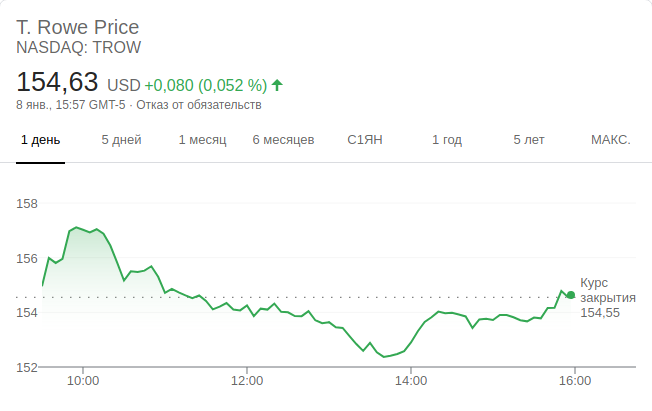 T. Rowe Price
NASDAQ: TROW
154,63 USD +0,080 (0,052 %)
8 янв., 15:57 GMT-5 · Отказ от обязательств
1 день 5 дней 1 месяц 6 месяцев С1ЯН 1 год 5 лет МАКС.
158
156
154
152
Курс
закрытия
154,55
10:00 12:00 14:00 16:00